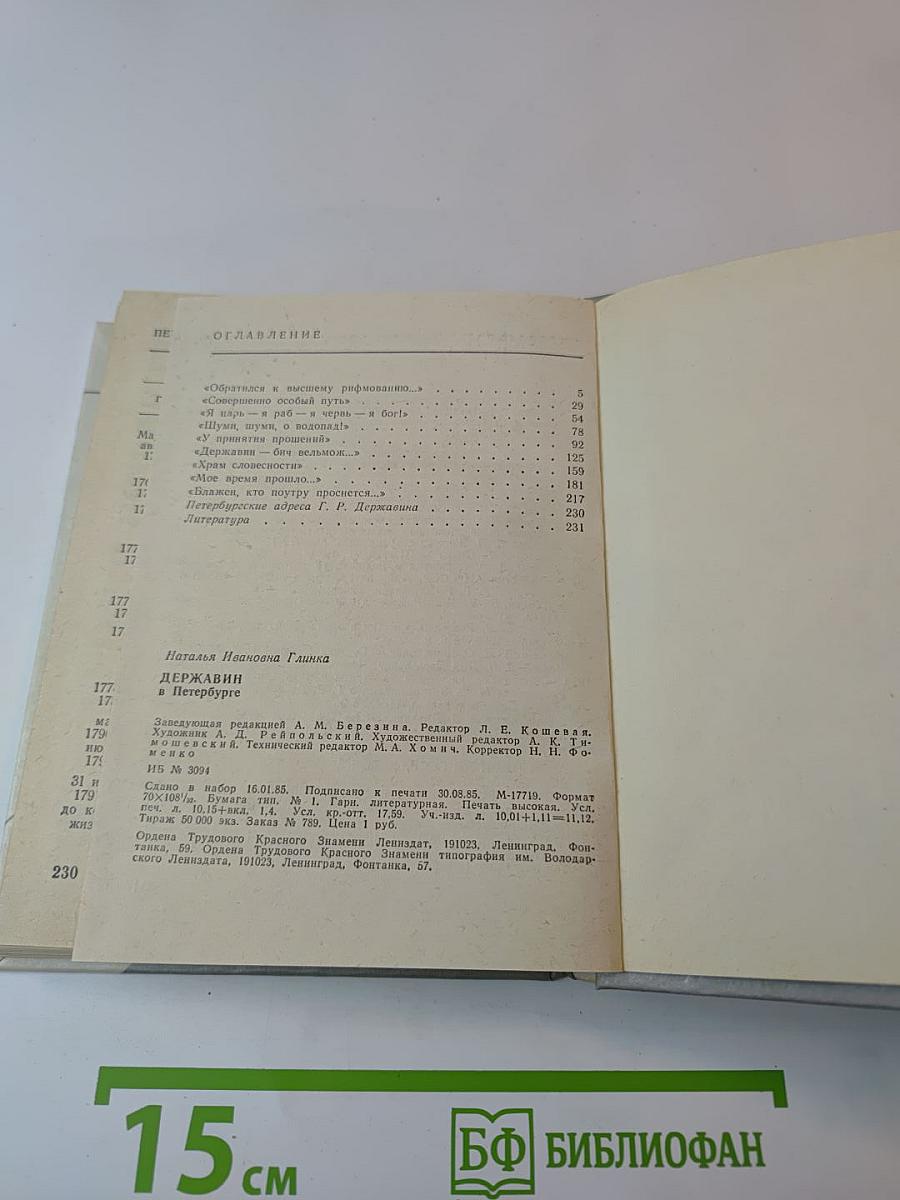 ОГЛАВЛЕНИЕ
«Обратился к высшему рифмованию...» . . . . . . . . 5
«Совершенно особый путь» . . . . . . . . . . . 29
«Я царь — я раб — я червь — я бог!» . . . . . . . . 54
«Шуми, шуми, о водопад!» . . . . . . . . . . . 78
«У принятия прошений» . . . . . . . . . . . . 92
«Державин — бич вельмож...» . . . . . . . . . . 125
«Храм словесности» . . . . . . . . . . . . . 159
«Мое время прошло...» . . . . . . . . . . . . 181
«Блажен, кто поутру проснется...» . . . . . . . . . 217
Петербургские адреса Г. Р. Державина . . . . . . . . 230
Литература . . . . . . . . . . . . . . . 231
Наталья Ивановна Глинка
ДЕРЖАВИН
в Петербурге
Заведующая редакцией А. М. Березина. Редактор Л. Е. Кошевая.
Художник А. Д. Рейпольский. Художественный редактор А. К. Ти-
мошевский. Технический редактор М. А. Хомич. Корректор Н. Н. Фо-
менко
ИБ № 3094
Сдано в набор 16.01.85. Подписано к печати 30.08.85. М-17719. Формат
70×108¹/₃₂. Бумага тип. № 1. Гарн. литературная. Печать высокая. Усл.
печ. л. 10,15+вкл. 1,4. Усл. кр.-отт. 17,59. Уч.-изд. л. 10,01+1,11=11,12.
Тираж 50 000 экз. Заказ № 789. Цена 1 руб.
Ордена Трудового Красного Знамени Лениздат, 191023, Ленинград, Фон-
танка, 59. Ордена Трудового Красного Знамени типография им. Володар-
ского Лениздата, 191023, Ленинград, Фонтанка, 57.
230
15 см
БФ БИБЛИОФАН